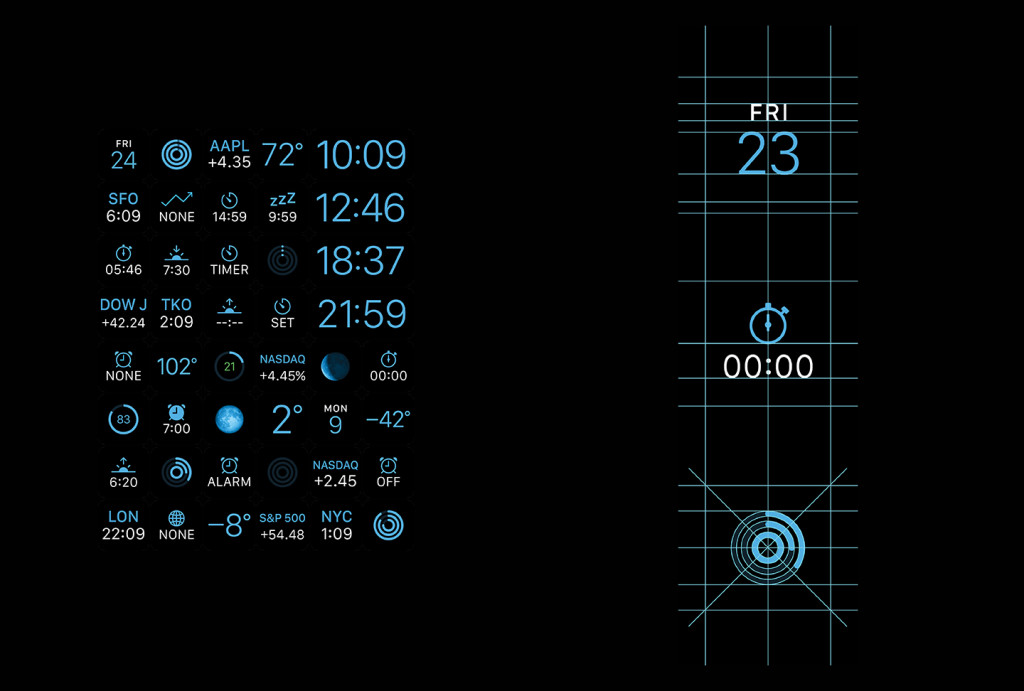 FRI
24
AAPL
+4.35
72°
10:09
SFO
6:09
NONE
14:59
zzZ
9:59
12:46
05:46
7:30
TIMER
18:37
DOW J
+42.24
TKO
2:09
--:--
SET
21:59
NONE
102°
21
NASDAQ
+4.45%
00:00
83
7:00
2°
MON
9
−42°
6:20
ALARM
NASDAQ
+2.45
OFF
LON
22:09
NONE
−8°
S&P 500
+54.48
NYC
1:09
FRI
23
00:00